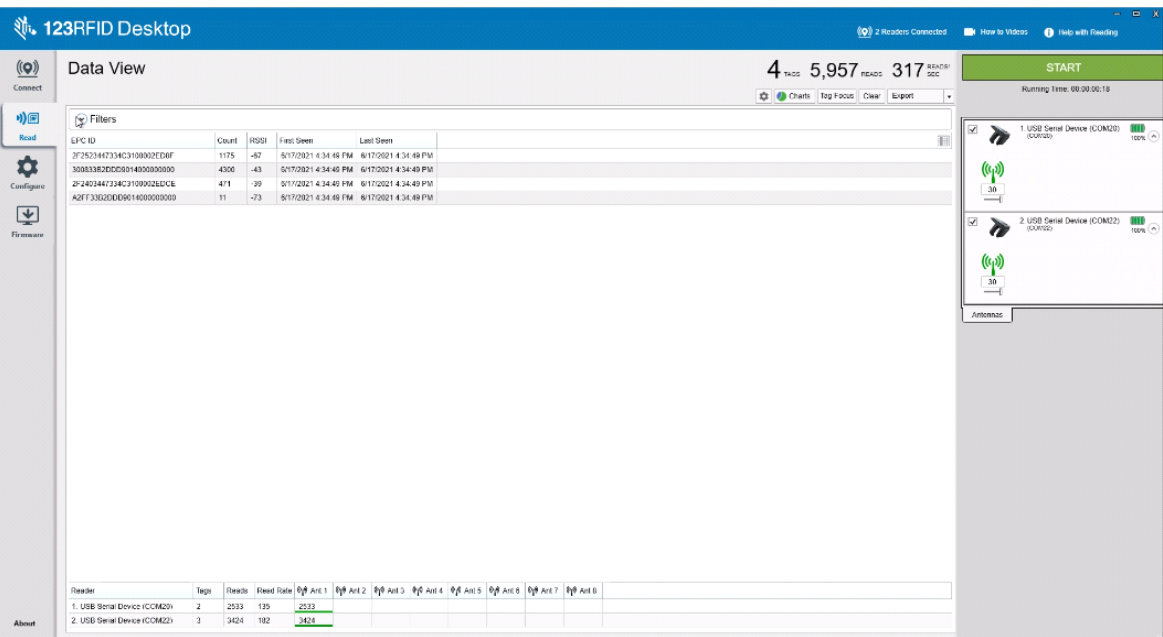 123RFID Desktop
2 Readers Connected
How to Videos
Help with Reading
Connect
Read
Configure
Firmware
About
Data View
4 TAGS 5,957 READS 317 READS/SEC
Charts Tag Focus Clear Export
Filters
EPC ID Count RSSI First Seen Last Seen
1175 -67 6/17/2021 4:34:49 PM 6/17/2021 4:34:49 PM
300833B2DDD9014000000000 4300 -43 6/17/2021 4:34:49 PM 6/17/2021 4:34:49 PM
471 -39 6/17/2021 4:34:49 PM 6/17/2021 4:34:49 PM
A2FF33B2DDD9014000000000 11 -73 6/17/2021 4:34:49 PM 6/17/2021 4:34:49 PM
Reader Tags Reads Read Rate Ant 1 Ant 2 Ant 3 Ant 4 Ant 5 Ant 6 Ant 7 Ant 8
1. USB Serial Device (COM20) 2 2533 135 2533
2. USB Serial Device (COM22) 3 3424 182 3424
START
Running Time: 00:00:00:18
1. USB Serial Device (COM20)
(COM20)
100%
30
2. USB Serial Device (COM22)
(COM22)
100%
30
Antennas